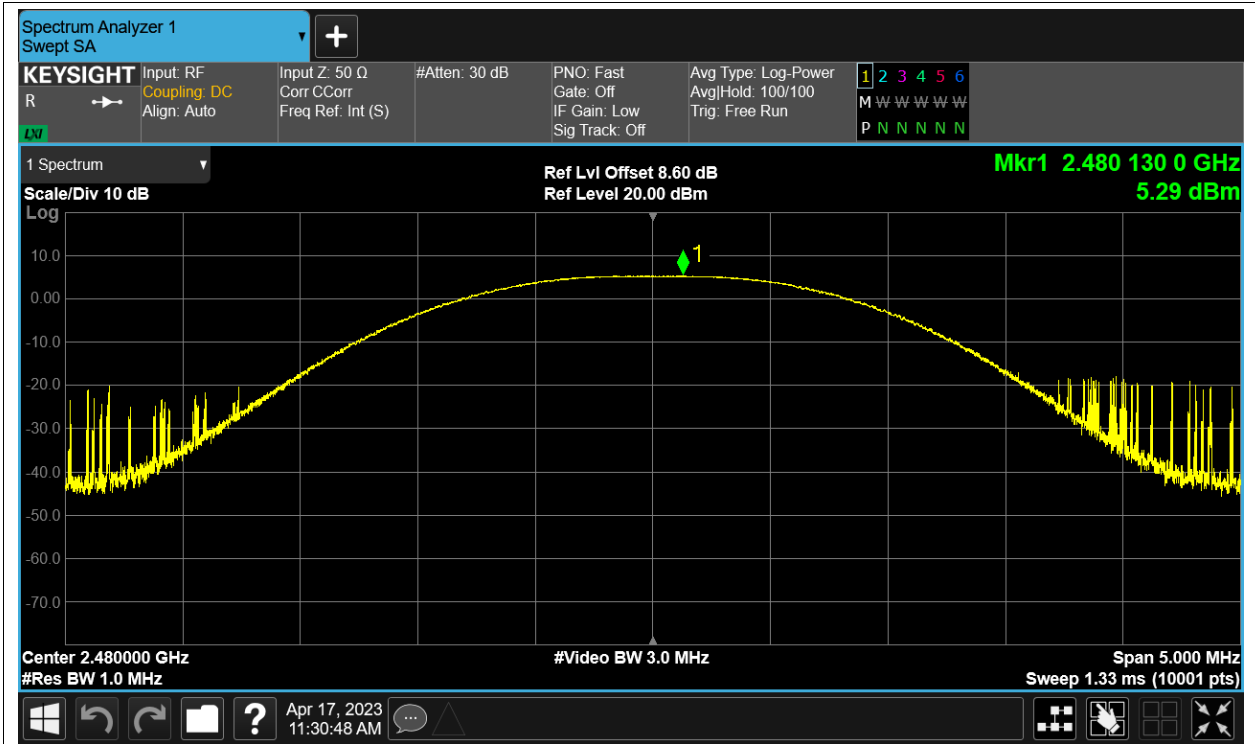 Spectrum Analyzer 1
Swept SA
KEYSIGHT
R
LXI
Input: RF
Coupling: DC
Align: Auto
Input Z: 50 Ω
Corr CCorr
Freq Ref: Int (S)
#Atten: 30 dB
PNO: Fast
Gate: Off
IF Gain: Low
Sig Track: Off
Avg Type: Log-Power
Avg|Hold: 100/100
Trig: Free Run
1 2 3 4 5 6
M W W W W W
P N N N N N
1 Spectrum
Scale/Div 10 dB
Log
Ref Lvl Offset 8.60 dB
Ref Level 20.00 dBm
Mkr1 2.480 130 0 GHz
5.29 dBm
1
10.0
0.00
-10.0
-20.0
-30.0
-40.0
-50.0
-60.0
-70.0
Center 2.480000 GHz
#Video BW 3.0 MHz
Span 5.000 MHz
#Res BW 1.0 MHz
Sweep 1.33 ms (10001 pts)
?
Apr 17, 2023
11:30:48 AM